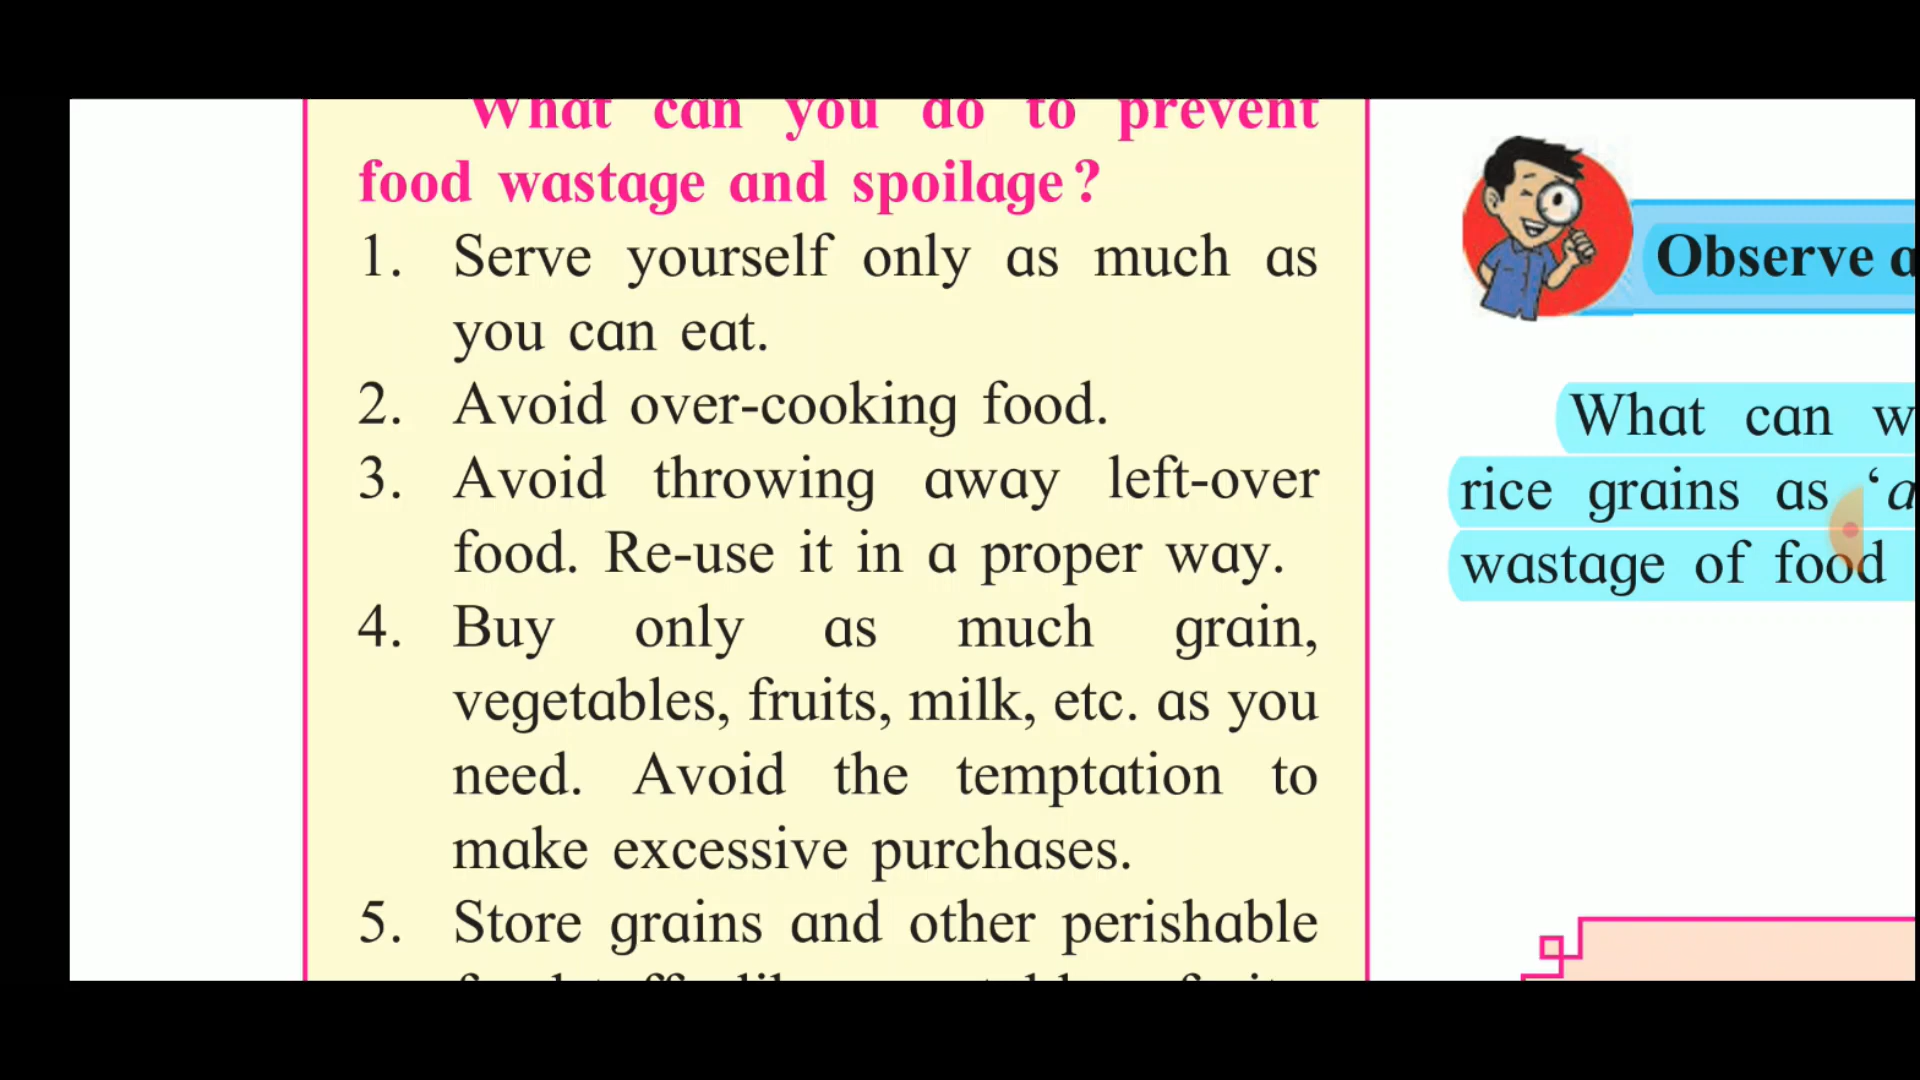 What can you do to prevent
food wastage and spoilage?
1. Serve yourself only as much as
you can eat.
2. Avoid over-cooking food.
3. Avoid throwing away left-over
food. Re-use it in a proper way.
4. Buy only as much grain,
vegetables, fruits, milk, etc. as you
need. Avoid the temptation to
make excessive purchases.
5. Store grains and other perishable
Observe
What can
rice grains as
wastage of food